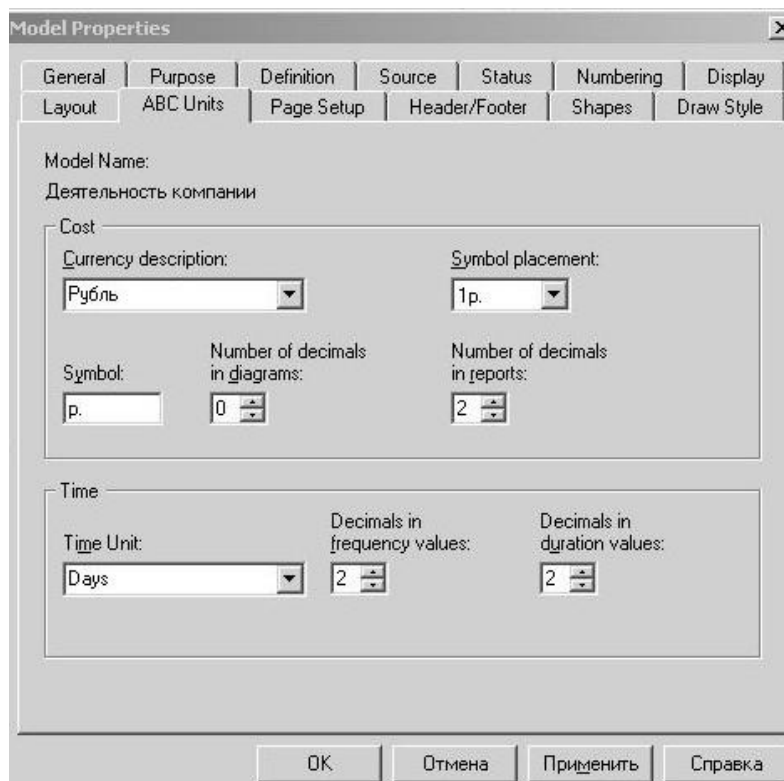 Model Properties
General Purpose Definition Source Status Numbering Display
Layout ABC Units Page Setup Header/Footer Shapes Draw Style
Model Name:
Деятельность компании
Cost
Currency description: Symbol placement:
Рубль 1р.
Number of decimals Number of decimals
Symbol: in diagrams: in reports:
р. 0 2
Time
Decimals in Decimals in
Time Unit: frequency values: duration values:
Days 2 2
OK Отмена Применить Справка